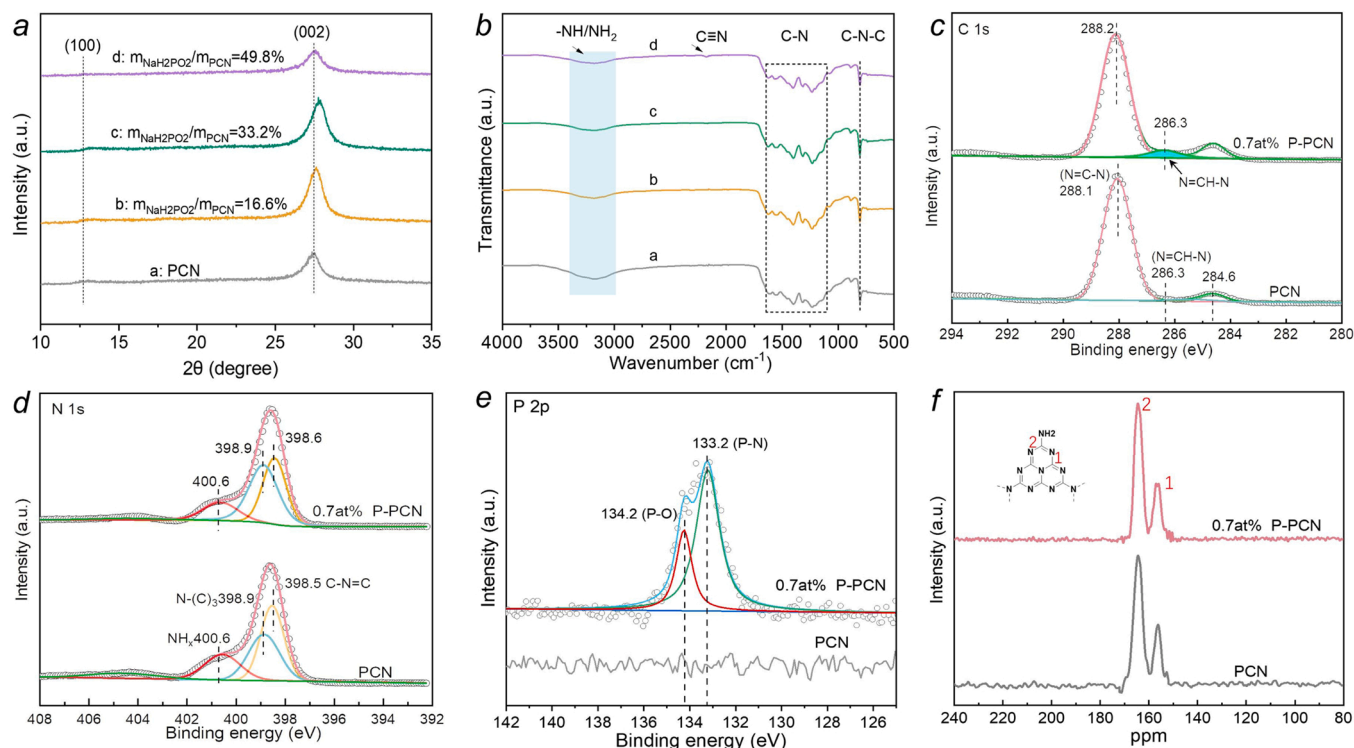 a
(100)
(002)
d: mNaH2PO2/mPCN=49.8%
c: mNaH2PO2/mPCN=33.2%
b: mNaH2PO2/mPCN=16.6%
a: PCN
Intensity (a.u.)
10 15 20 25 30 35
2θ (degree)
b
-NH/NH2
C≡N
C-N
C-N-C
d
c
b
a
Transmittance (a.u.)
4000 3500 3000 2500 2000 1500 1000 500
Wavenumber (cm-1)
c
C 1s
288.2
286.3
0.7at% P-PCN
N=CH-N
(N=C-N)
288.1
(N=CH-N)
286.3
284.6
PCN
Intensity (a.u.)
294 292 290 288 286 284 282 280
Binding energy (eV)
d
N 1s
398.9
398.6
400.6
0.7at% P-PCN
N-(C)3 398.9
398.5 C-N=C
NHx 400.6
PCN
Intensity (a.u.)
408 406 404 402 400 398 396 394 392
Binding energy (eV)
e
P 2p
133.2 (P-N)
134.2 (P-O)
0.7at% P-PCN
PCN
Intensity (a.u.)
142 140 138 136 134 132 130 128 126
Binding energy (eV)
f
2
NH2
2
N N 1
N N N
N N N N
1
0.7at% P-PCN
PCN
Intensity (a.u.)
240 220 200 180 160 140 120 100 80
ppm